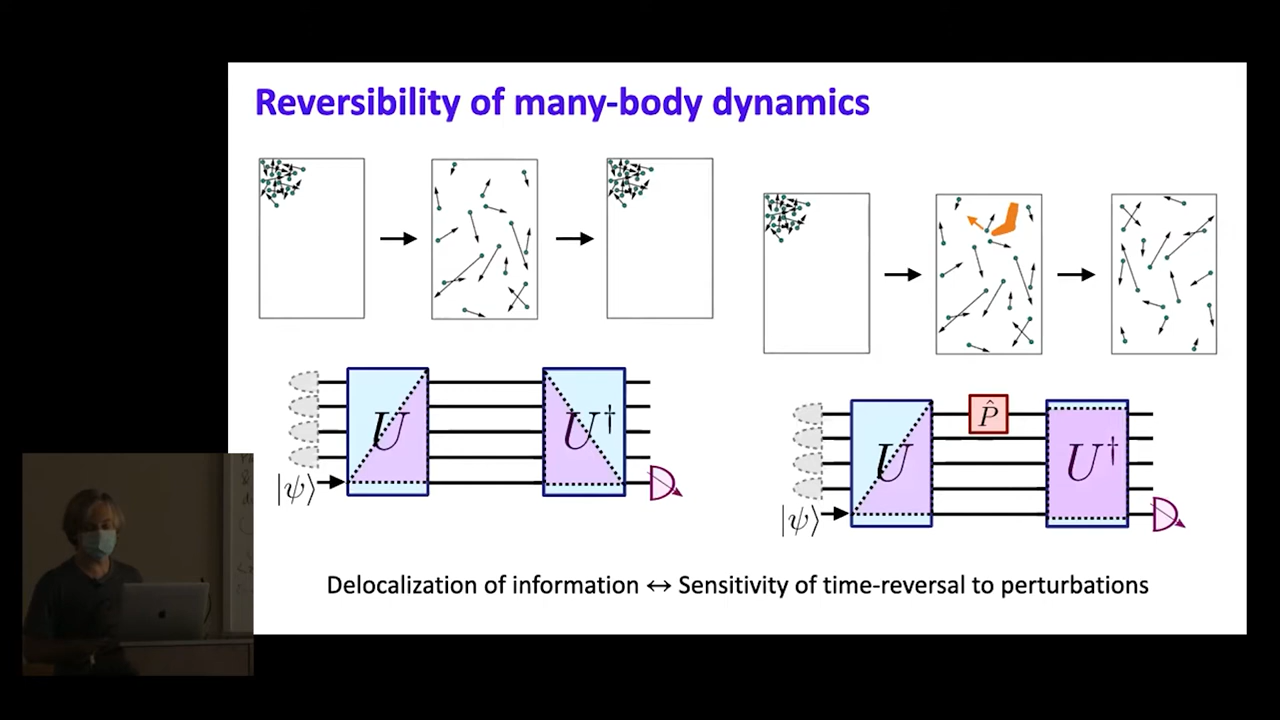 Reversibility of many-body dynamics
U
U†
|ψ⟩
P̂
U
U†
|ψ⟩
Delocalization of information ↔ Sensitivity of time-reversal to perturbations